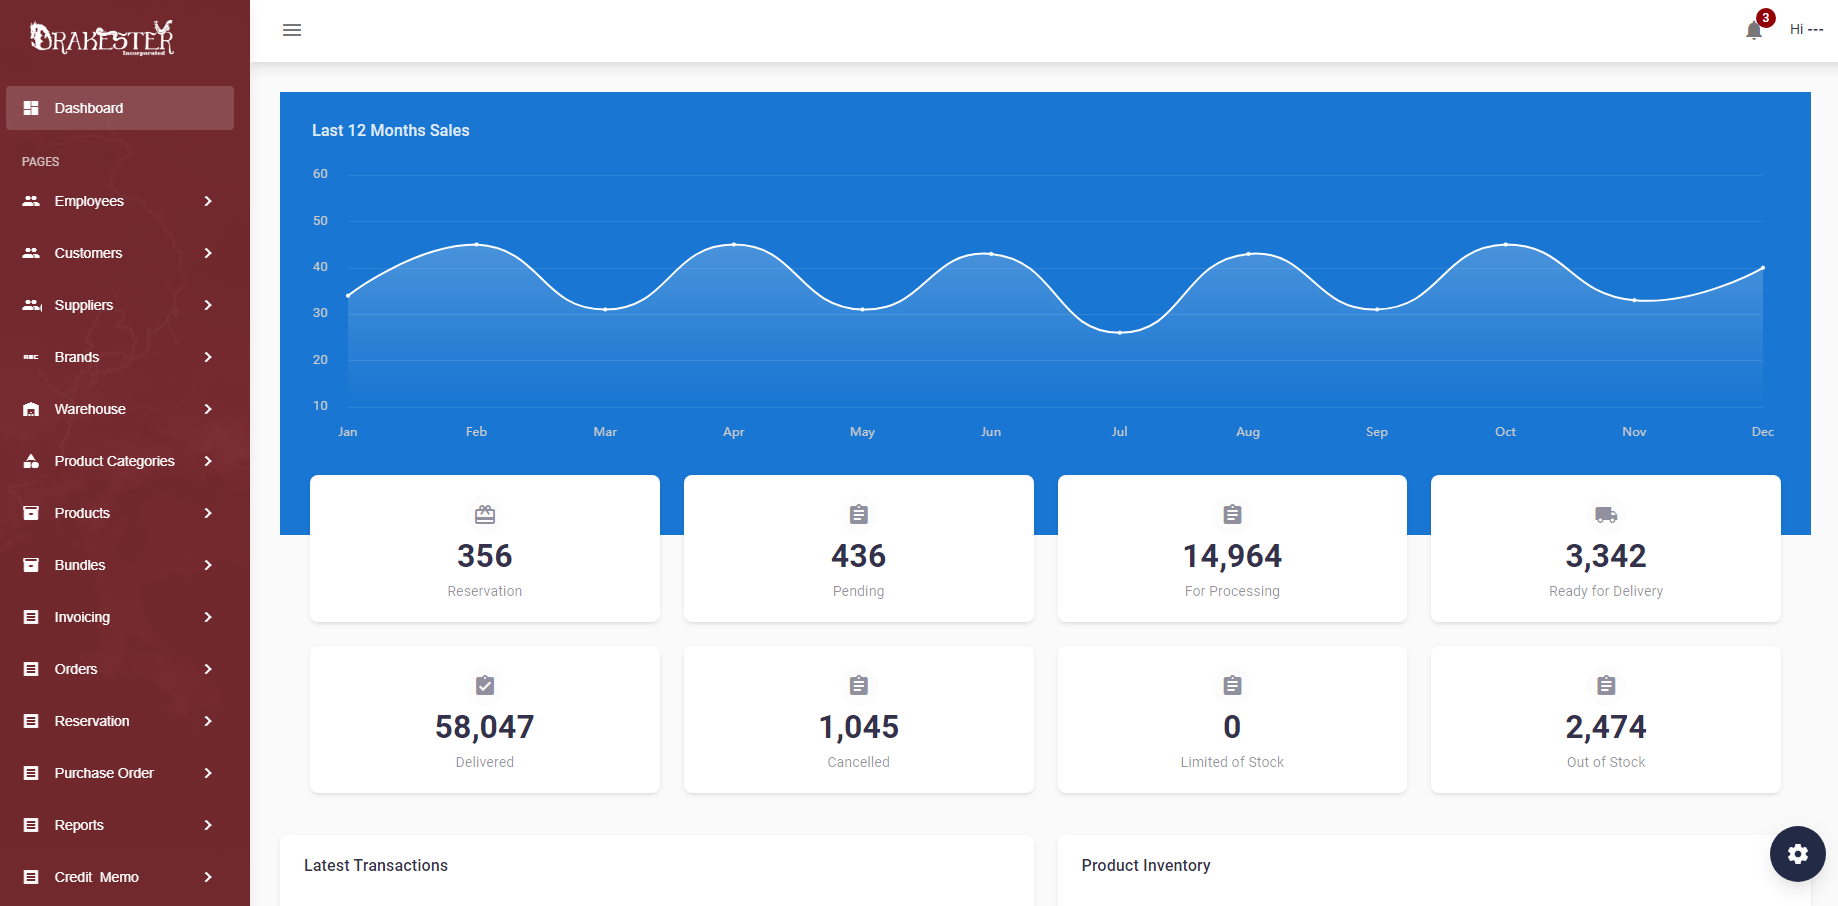 DRAKESTER
Incorporated
Dashboard
PAGES
Employees
Customers
Suppliers
Brands
Warehouse
Product Categories
Products
Bundles
Invoicing
Orders
Reservation
Purchase Order
Reports
Credit Memo
3
Hi ---
Last 12 Months Sales
60
50
40
30
20
10
Jan Feb Mar Apr May Jun Jul Aug Sep Oct Nov Dec
356
Reservation
436
Pending
14,964
For Processing
3,342
Ready for Delivery
58,047
Delivered
1,045
Cancelled
0
Limited of Stock
2,474
Out of Stock
Latest Transactions
Product Inventory